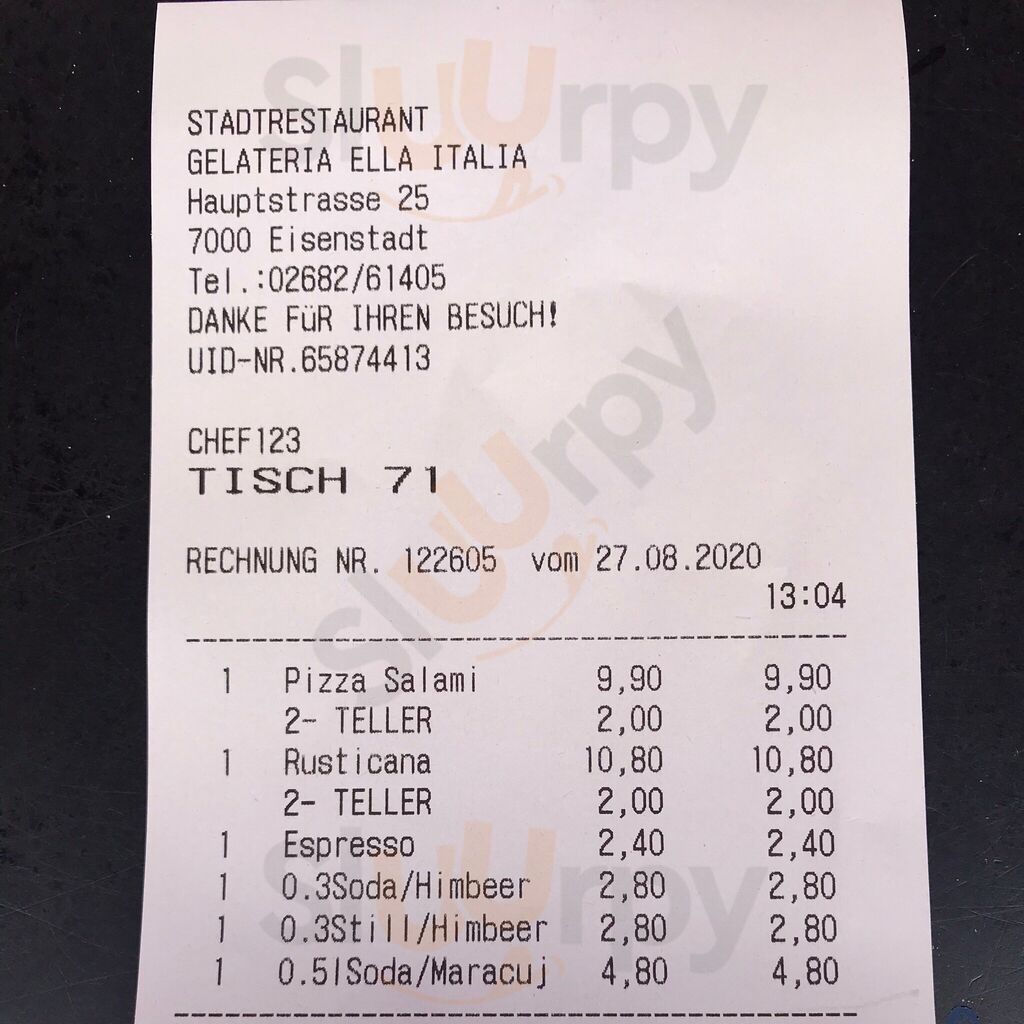 STADTRESTAURANT
GELATERIA ELLA ITALIA
Hauptstrasse 25
7000 Eisenstadt
Tel.:02682/61405
DANKE FüR IHREN BESUCH!
UID-NR.65874413
CHEF123
TISCH 71
RECHNUNG NR. 122605 vom 27.08.2020
13:04
1 Pizza Salami 9,90 9,90
2- TELLER 2,00 2,00
1 Rusticana 10,80 10,80
2- TELLER 2,00 2,00
1 Espresso 2,40 2,40
1 0.3Soda/Himbeer 2,80 2,80
1 0.3Still/Himbeer 2,80 2,80
1 0.5lSoda/Maracuj 4,80 4,80
sluurpy
sluurpy
sluurpy